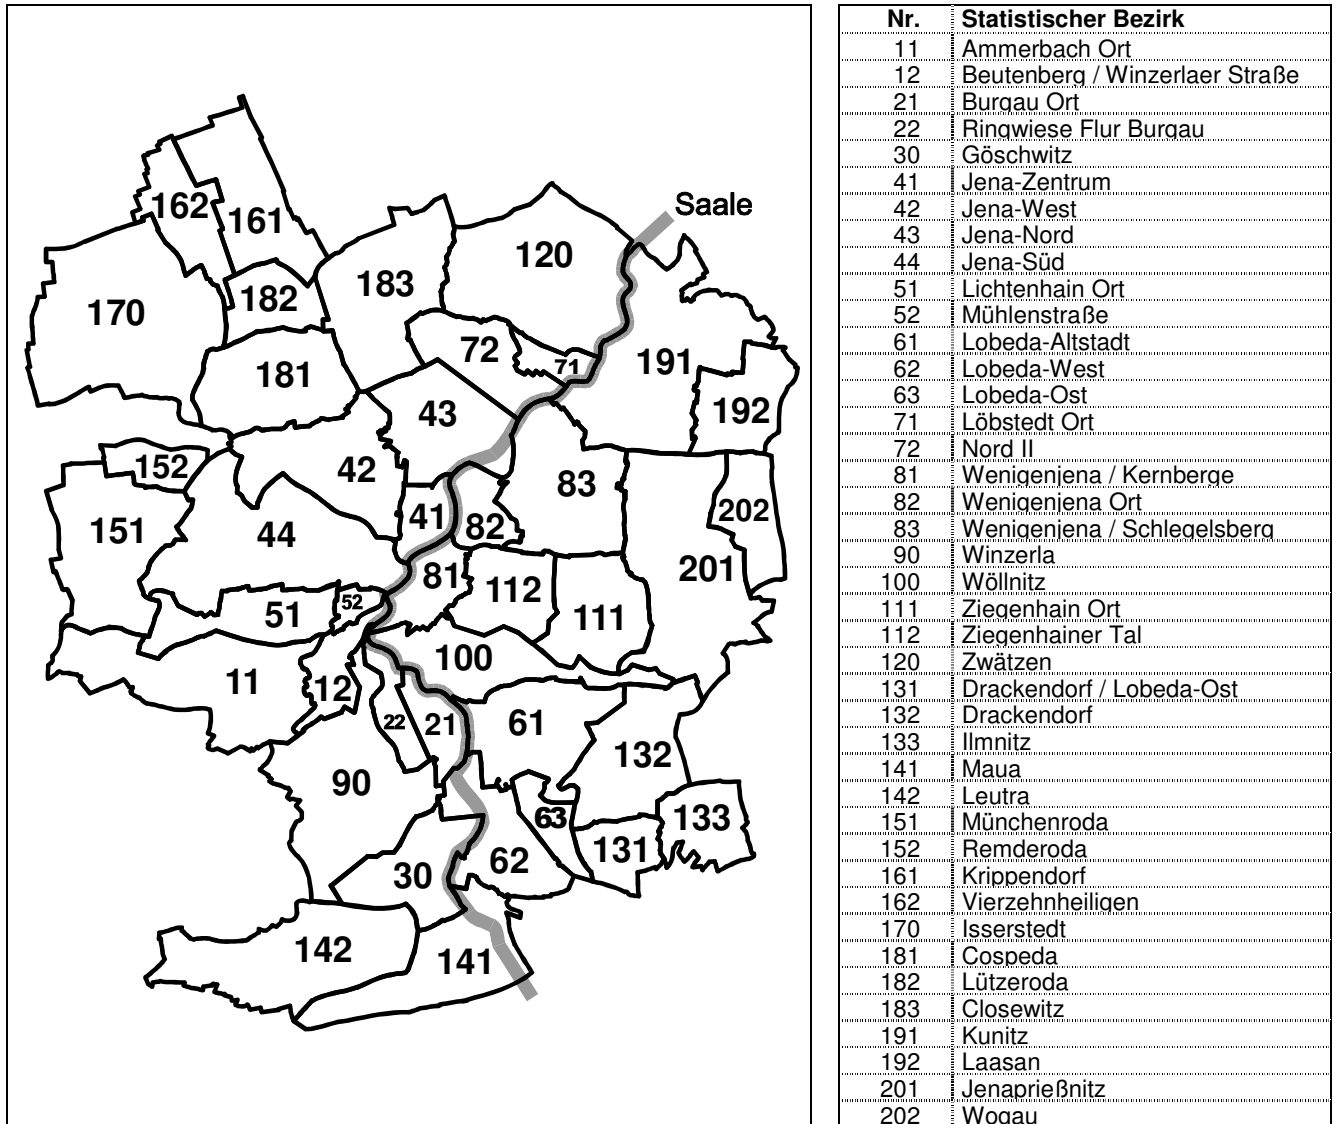 Saale
162
161
120
183
182
170
72
71
191
181
192
43
42
152
83
202
41
82
151
44
201
81
112
52
51
111
100
11
12
22
21
61
132
90
63
133
62
131
30
142
141
Nr. Statistischer Bezirk
11 Ammerbach Ort
12 Beutenberg / Winzerlaer Straße
21 Burgau Ort
22 Ringwiese Flur Burgau
30 Göschwitz
41 Jena-Zentrum
42 Jena-West
43 Jena-Nord
44 Jena-Süd
51 Lichtenhain Ort
52 Mühlenstraße
61 Lobeda-Altstadt
62 Lobeda-West
63 Lobeda-Ost
71 Löbstedt Ort
72 Nord II
81 Wenigenjena / Kernberge
82 Wenigenjena Ort
83 Wenigenjena / Schlegelsberg
90 Winzerla
100 Wöllnitz
111 Ziegenhain Ort
112 Ziegenhainer Tal
120 Zwätzen
131 Drackendorf / Lobeda-Ost
132 Drackendorf
133 Ilmnitz
141 Maua
142 Leutra
151 Münchenroda
152 Remderoda
161 Krippendorf
162 Vierzehnheiligen
170 Isserstedt
181 Cospeda
182 Lützeroda
183 Closewitz
191 Kunitz
192 Laasan
201 Jenaprießnitz
202 Wogau